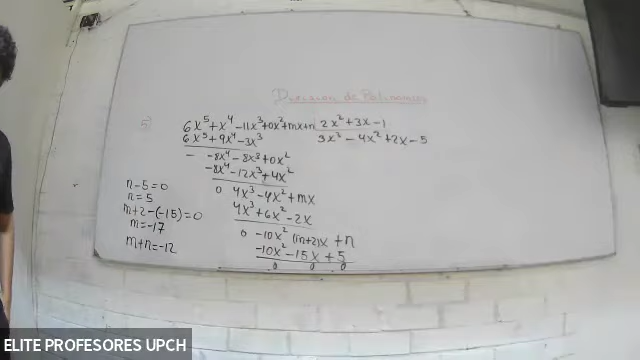 División de Polinomios
5
6x⁵+x⁴-11x³+0x²+mx+n 2x²+3x-1
6x⁵+9x⁴-3x³ 3x³-4x²+2x-5
- -8x⁴-8x³+0x²
-8x⁴-12x³+4x²
0 4x³-4x²+mx
4x³+6x²-2x
0 -10x² (m+2)x+n
-10x²-15x+5
0 0 0
n-5=0
n=5
m+2-(-15)=0
m=-17
m+n=-12
ELITE PROFESORES UPCH